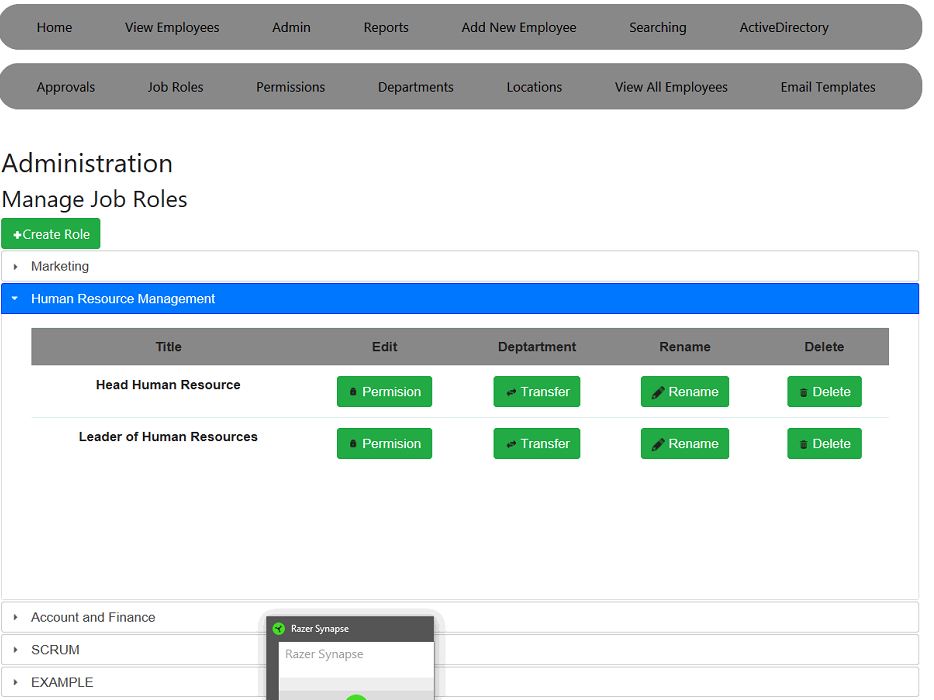 Home View Employees Admin Reports Add New Employee Searching ActiveDirectory
Approvals Job Roles Permissions Departments Locations View All Employees Email Templates
Administration
Manage Job Roles
+Create Role
Marketing
Human Resource Management
Title Edit Deptartment Rename Delete
Head Human Resource Permision Transfer Rename Delete
Leader of Human Resources Permision Transfer Rename Delete
Account and Finance
SCRUM
EXAMPLE
Razer Synapse
Razer Synapse